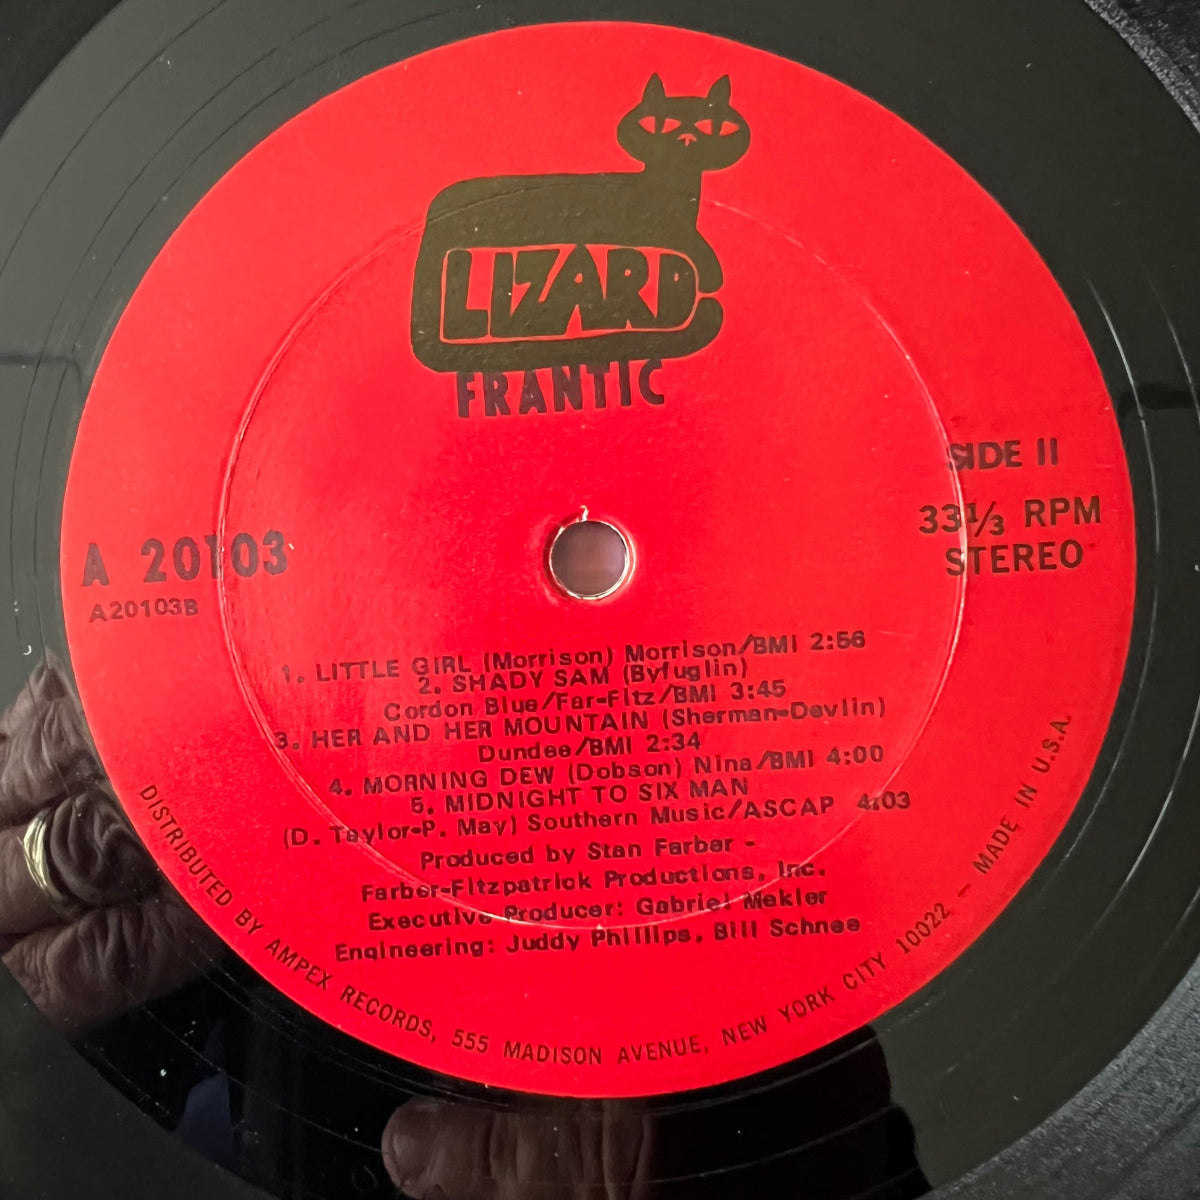 LIZARD
FRANTIC
SIDE II
33⅓ RPM
STEREO
A 20103
A20103B
1. LITTLE GIRL (Morrison) Morrison/BMI 2:56
2. SHADY SAM (Byfuglin)
Cordon Blue/Far-Fitz/BMI 3:45
3. HER AND HER MOUNTAIN (Sherman-Devlin)
Dundee/BMI 2:34
4. MORNING DEW (Dobson) Nina/BMI 4:00
5. MIDNIGHT TO SIX MAN
(D. Taylor-P. May) Southern Music/ASCAP 4:03
Produced by Stan Farber -
Farber-Fitzpatrick Productions, Inc.
Executive Producer: Gabriel Mekler
Engineering: Juddy Phillips, Bill Schnee
DISTRIBUTED BY AMPEX RECORDS, 555 MADISON AVENUE, NEW YORK CITY 10022 - MADE IN U.S.A.